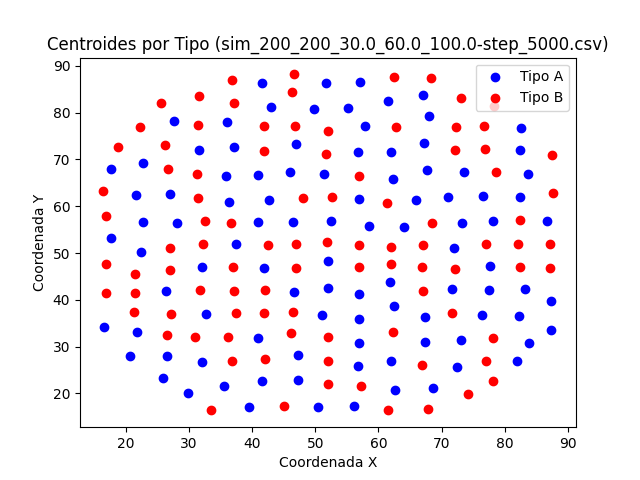 Centroides por Tipo (sim_200_200_30.0_60.0_100.0-step_5000.csv)
Tipo A
Tipo B
Coordenada Y
90
80
70
60
50
40
30
20
20 30 40 50 60 70 80 90
Coordenada X